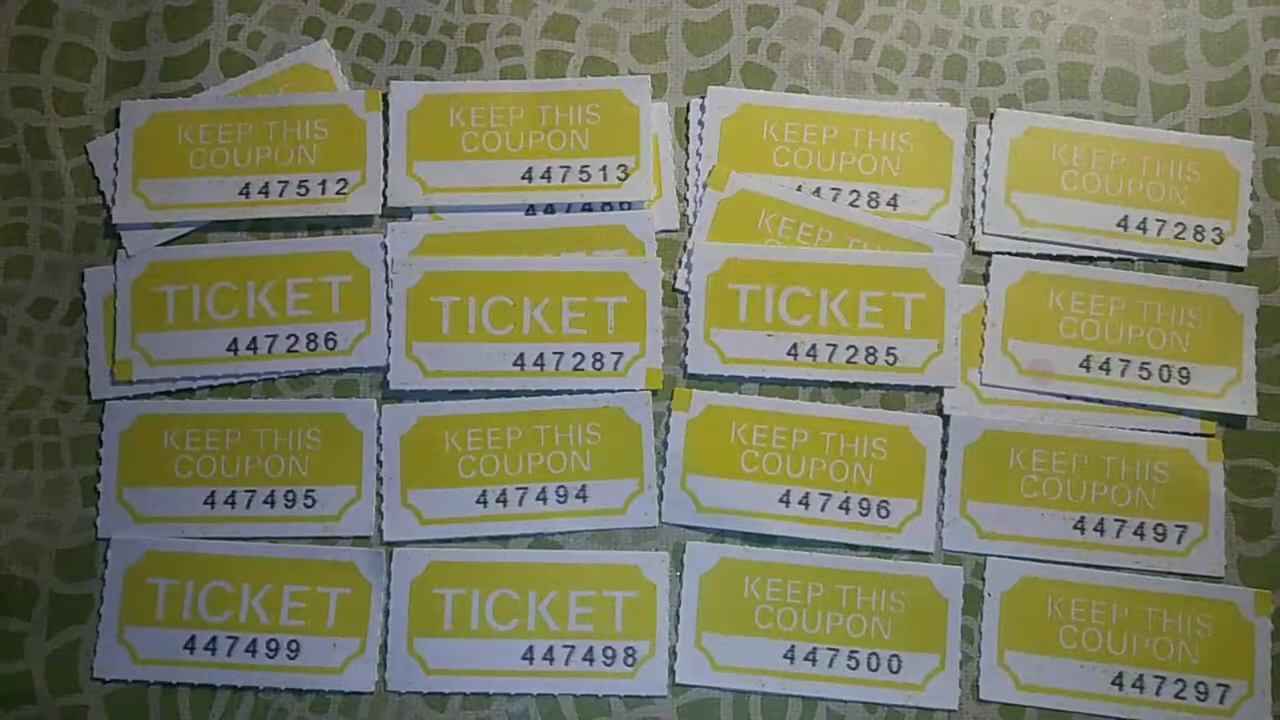 KEEP THIS
COUPON
447512
KEEP THIS
COUPON
447513
KEEP THIS
COUPON
447284
KEEP THIS
COUPON
447283
KEEP
TICKET
447286
TICKET
447287
TICKET
447285
KEEP THIS
COUPON
447509
KEEP THIS
COUPON
447495
KEEP THIS
COUPON
447494
KEEP THIS
COUPON
447496
KEEP THIS
COUPON
447497
TICKET
447499
TICKET
447498
KEEP THIS
COUPON
447500
KEEP THIS
COUPON
447297